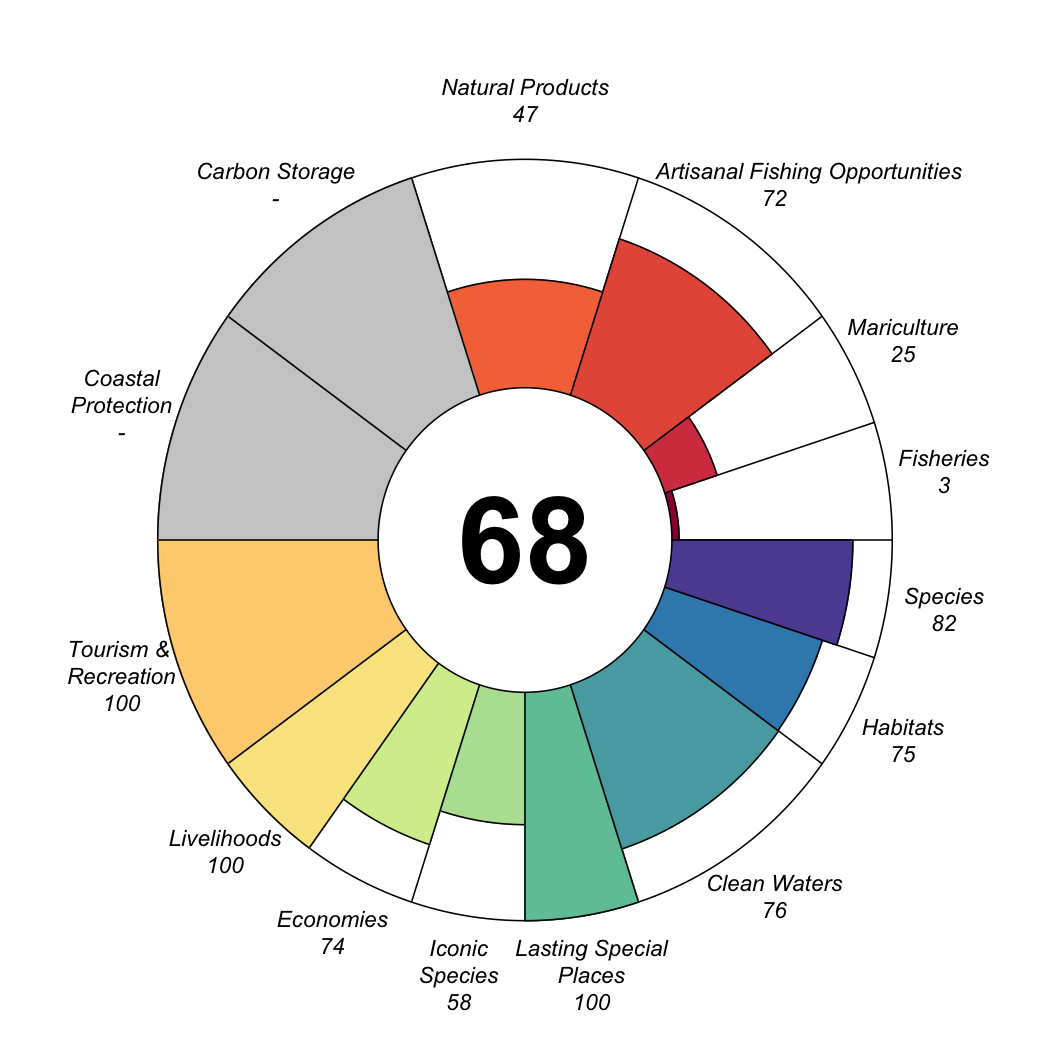 Natural Products
47
Artisanal Fishing Opportunities
72
Carbon Storage
-
Mariculture
25
Coastal
Protection
-
Fisheries
3
68
Species
82
Tourism &
Recreation
100
Habitats
75
Livelihoods
100
Clean Waters
76
Economies
74
Iconic
Species
58
Lasting Special
Places
100